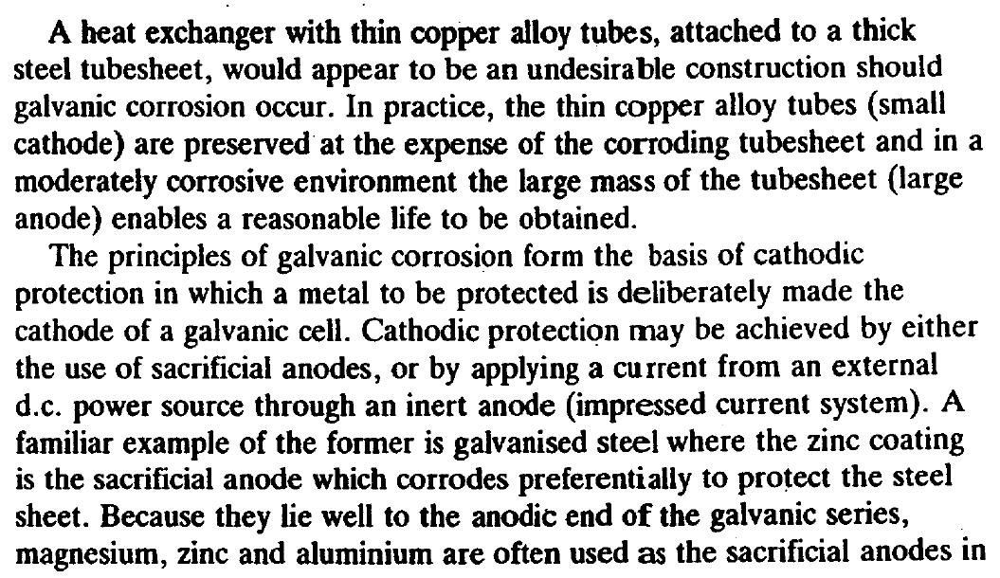 A heat exchanger with thin copper alloy tubes, attached to a thick
steel tubesheet, would appear to be an undesirable construction should
galvanic corrosion occur. In practice, the thin copper alloy tubes (small
cathode) are preserved at the expense of the corroding tubesheet and in a
moderately corrosive environment the large mass of the tubesheet (large
anode) enables a reasonable life to be obtained.
The principles of galvanic corrosion form the basis of cathodic
protection in which a metal to be protected is deliberately made the
cathode of a galvanic cell. Cathodic protection may be achieved by either
the use of sacrificial anodes, or by applying a current from an external
d.c. power source through an inert anode (impressed current system). A
familiar example of the former is galvanised steel where the zinc coating
is the sacrificial anode which corrodes preferentially to protect the steel
sheet. Because they lie well to the anodic end of the galvanic series,
magnesium, zinc and aluminium are often used as the sacrificial anodes in